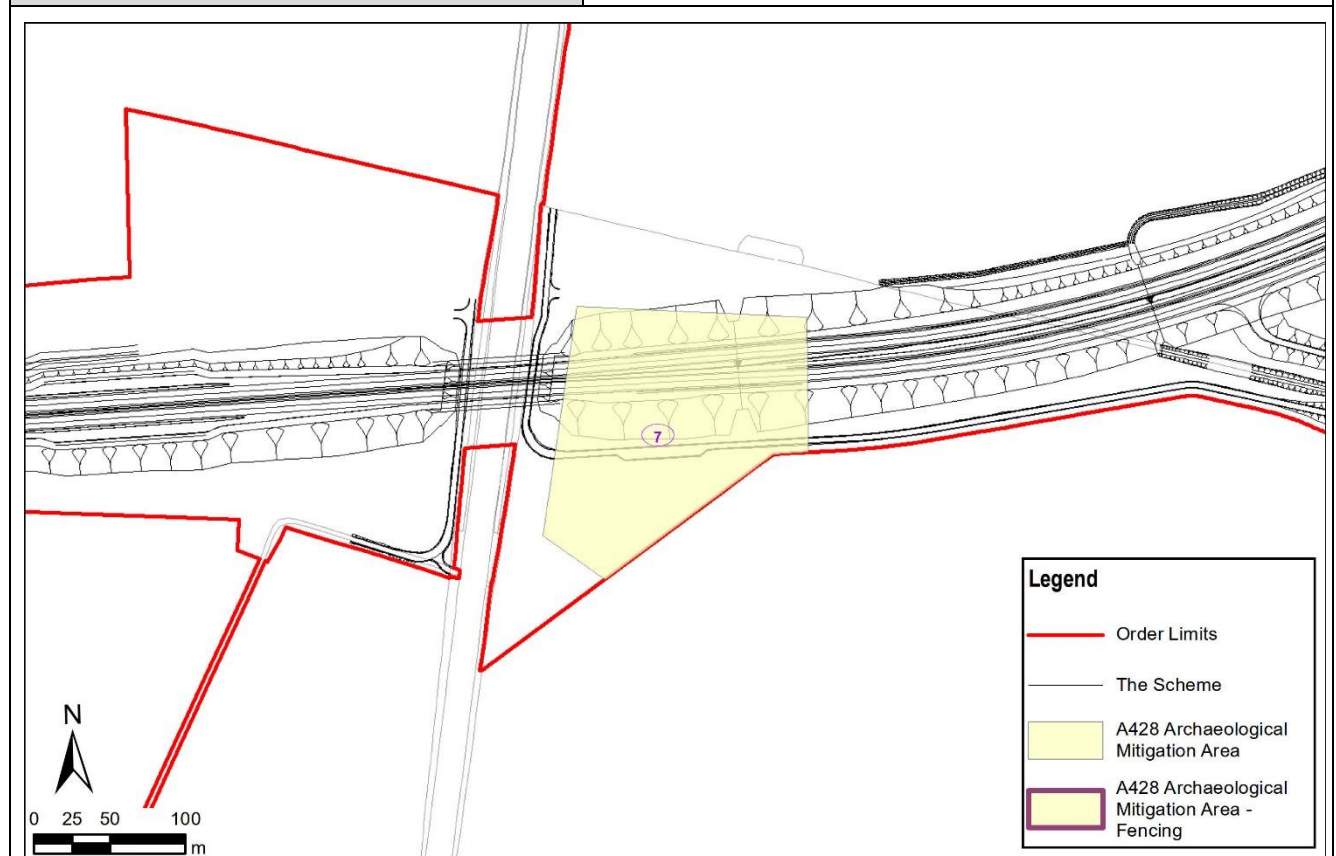 7
Legend
Order Limits
The Scheme
A428 Archaeological
Mitigation Area
A428 Archaeological
Mitigation Area -
Fencing
N
0 25 50 100
m